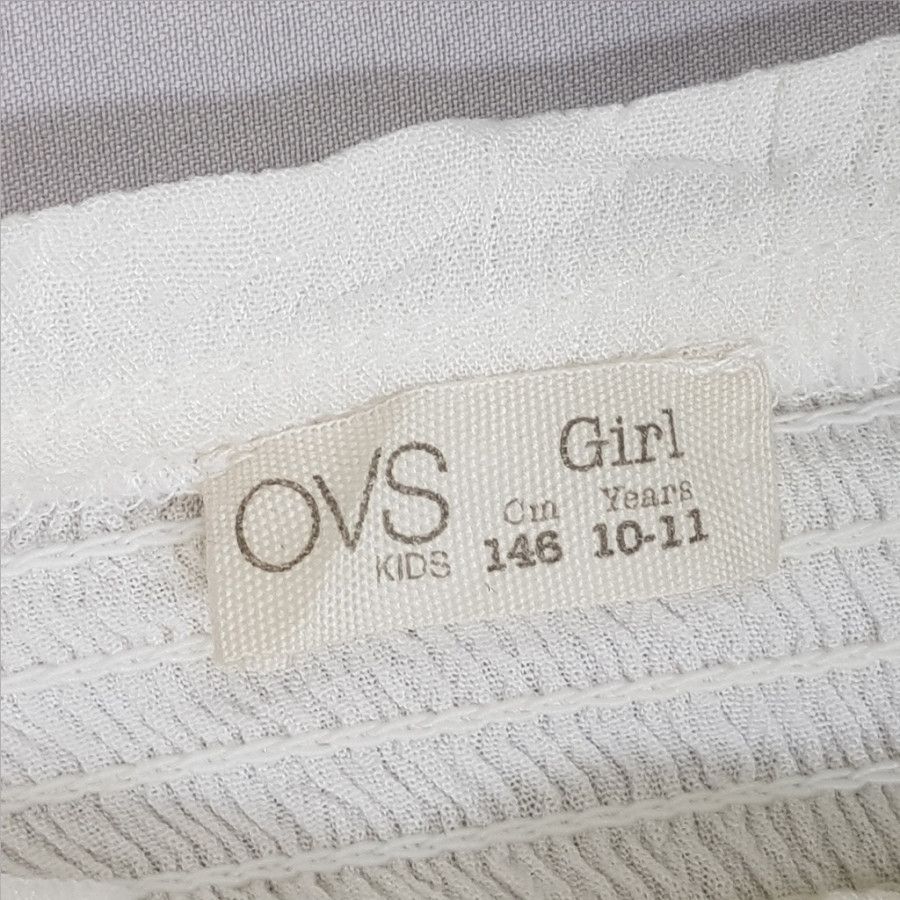 OVS
KIDS
Girl
Cm Years
146 10-11